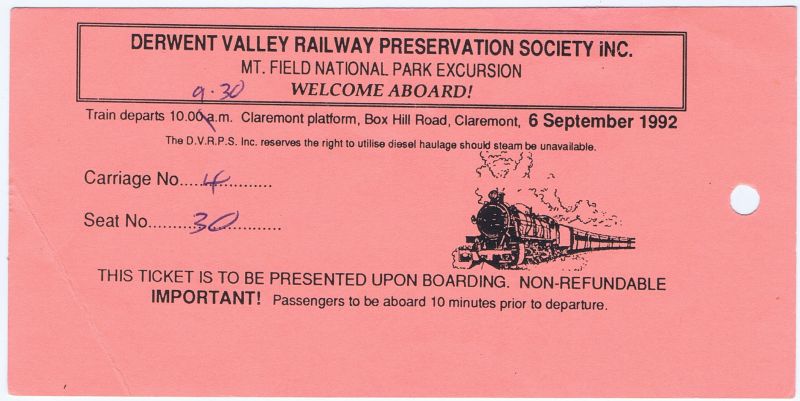 DERWENT VALLEY RAILWAY PRESERVATION SOCIETY iNC.
MT. FIELD NATIONAL PARK EXCURSION
WELCOME ABOARD!
9.30
Train departs 10.00a.m. Claremont platform, Box Hill Road, Claremont, 6 September 1992
The D.V.R.P.S. Inc. reserves the right to utilise diesel haulage should steam be unavailable.
Carriage No....4...........
Seat No.........30............
THIS TICKET IS TO BE PRESENTED UPON BOARDING. NON-REFUNDABLE
IMPORTANT! Passengers to be aboard 10 minutes prior to departure.